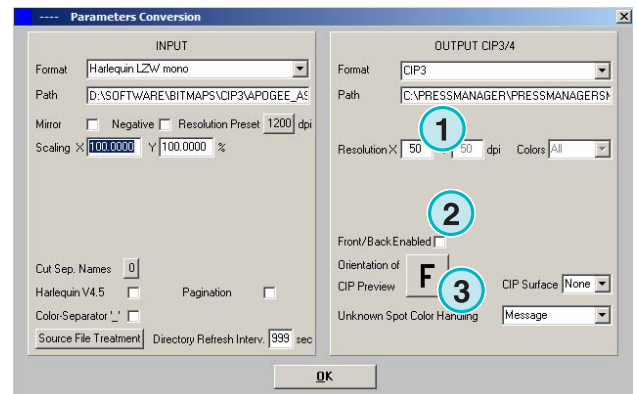 ---- Parameters Conversion
INPUT
Format Harlequin LZW mono
Path D:\SOFTWARE\BITMAPS\CIP3\APOGEE_AS
Mirror Negative Resolution Preset 1200 dpi
Scaling X 100.0000 Y 100.0000 %
Cut Sep. Names 0
Harlequin V4.5 Pagination
Color-Separator '_'
Source File Treatment Directory Refresh Interv. 999 sec
OUTPUT CIP3/4
Format CIP3
Path C:\PRESSMANAGER\PRESSMANAGERSM
1
Resolution X 50 50 dpi Colors All
2
Front/Back Enabled
Orientation of
CIP Preview F CIP Surface None
3
Unknown Spot Color Handling Message
OK